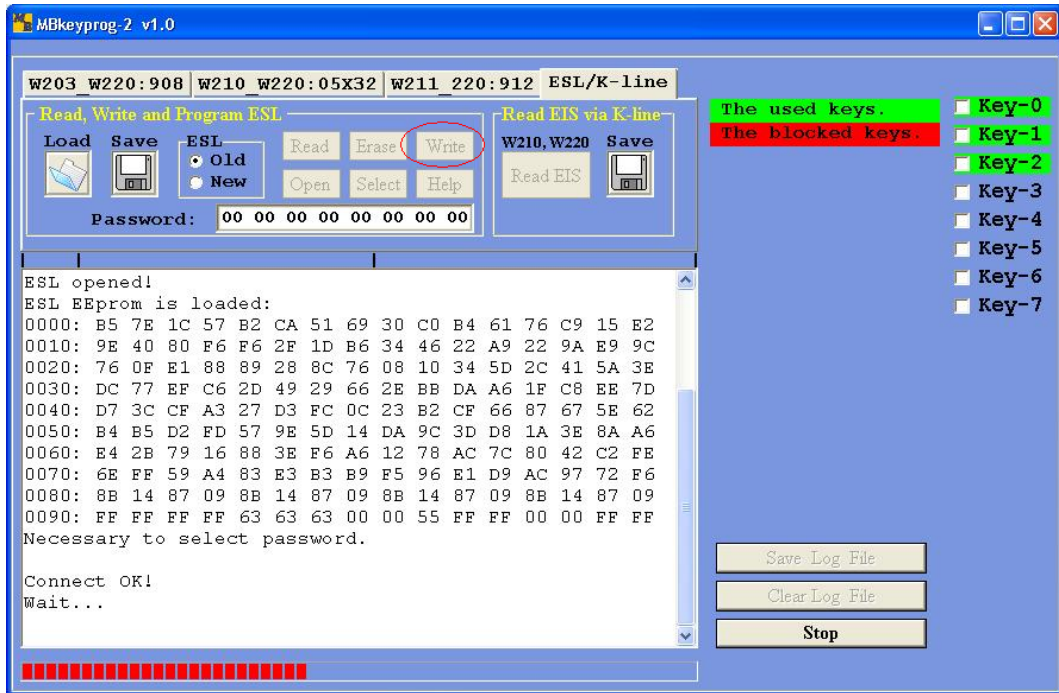 MBkeyprog-2 v1.0
W203_W220:908 W210_W220:05X32 W211_220:912 ESL/K-line
Read, Write and Program ESL
Load Save ESL
Old
New
Read Erase Write
Open Select Help
Password: 00 00 00 00 00 00 00 00
Read EIS via K-line
W210, W220 Save
Read EIS
The used keys.
The blocked keys.
Key-0
Key-1
Key-2
Key-3
Key-4
Key-5
Key-6
Key-7
ESL opened!
ESL EEprom is loaded:
0000: B5 7E 1C 57 B2 CA 51 69 30 C0 B4 61 76 C9 15 E2
0010: 9E 40 80 F6 F6 2F 1D B6 34 46 22 A9 22 9A E9 9C
0020: 76 0F E1 88 89 28 8C 76 08 10 34 5D 2C 41 5A 3E
0030: DC 77 EF C6 2D 49 29 66 2E BB DA A6 1F C8 EE 7D
0040: D7 3C CF A3 27 D3 FC 0C 23 B2 CF 66 87 67 5E 62
0050: B4 B5 D2 FD 57 9E 5D 14 DA 9C 3D D8 1A 3E 8A A6
0060: E4 2B 79 16 88 3E F6 A6 12 78 AC 7C 80 42 C2 FE
0070: 6E FF 59 A4 83 E3 B3 B9 F5 96 E1 D9 AC 97 72 F6
0080: 8B 14 87 09 8B 14 87 09 8B 14 87 09 8B 14 87 09
0090: FF FF FF FF 63 63 63 00 00 55 FF FF 00 00 FF FF
Necessary to select password.
Connect OK!
Wait...
Save Log File
Clear Log File
Stop